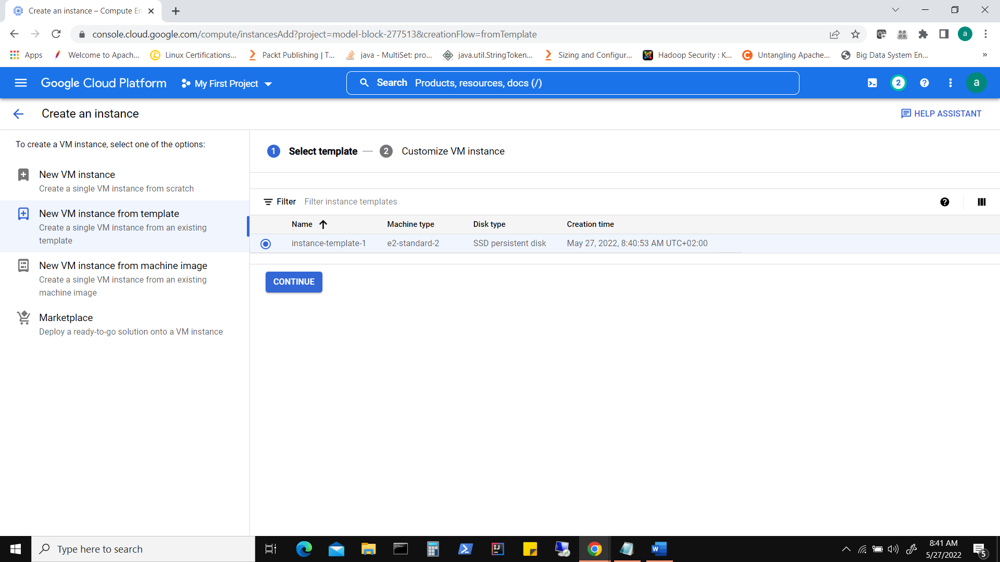 Create an instance – Compute En
console.cloud.google.com/compute/instancesAdd?project=model-block-277513&creationFlow=fromTemplate
a
Apps
Welcome to Apach...
Linux Certifications...
Packt Publishing | T...
java - MultiSet: pro...
java.util.StringToken...
Sizing and Configur...
Hadoop Security : K...
Untangling Apache...
Big Data System En...
»
Google Cloud Platform
My First Project
Search Products, resources, docs (/)
2
?
a
Create an instance
HELP ASSISTANT
To create a VM instance, select one of the options:
New VM instance
Create a single VM instance from scratch
New VM instance from template
Create a single VM instance from an existing
template
New VM instance from machine image
Create a single VM instance from an existing
machine image
Marketplace
Deploy a ready-to-go solution onto a VM instance
1 Select template — 2 Customize VM instance
Filter Filter instance templates
?
Name Machine type Disk type Creation time
instance-template-1 e2-standard-2 SSD persistent disk May 27, 2022, 8:40:53 AM UTC+02:00
CONTINUE
Type here to search
IJ
W
8:41 AM
5/27/2022
5